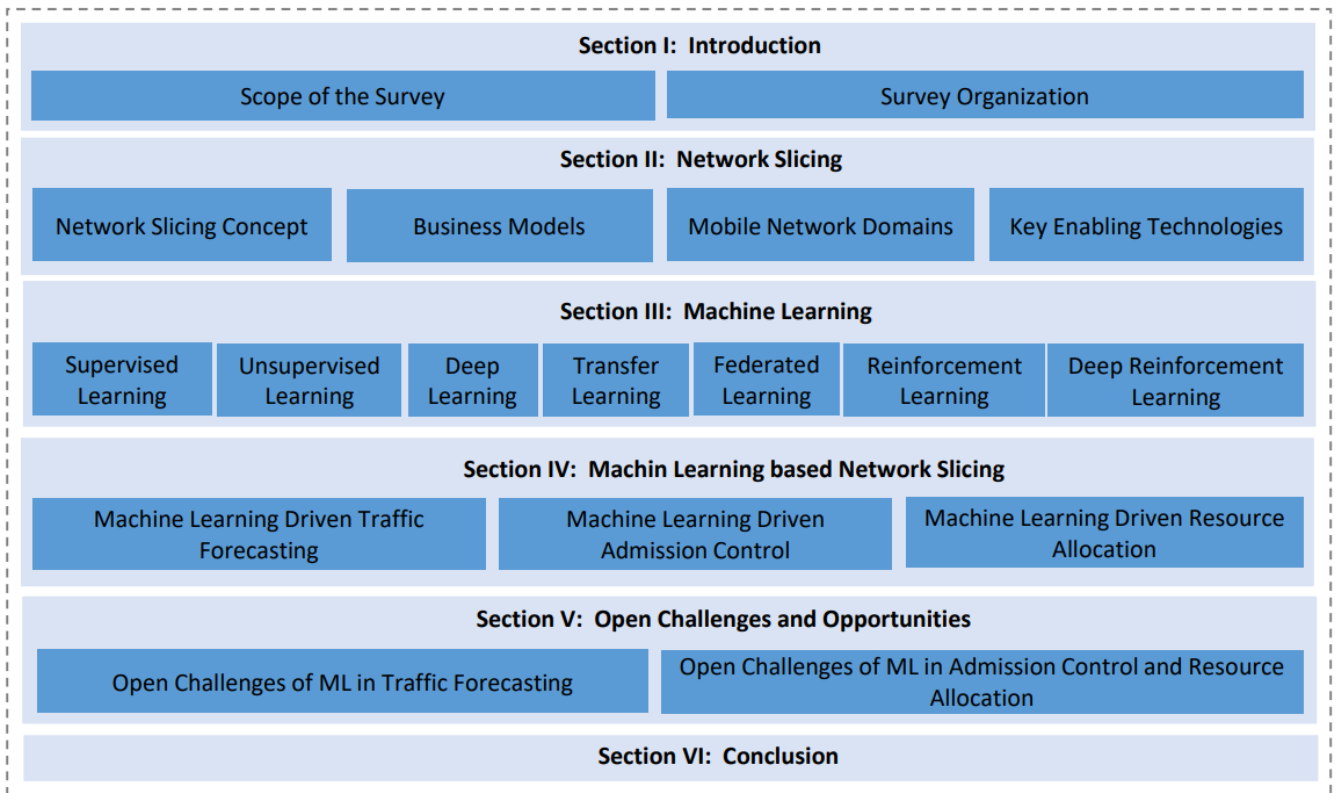 Section I:  Introduction
Scope of the Survey
Survey Organization
Section II:  Network Slicing
Network Slicing Concept
Business Models
Mobile Network Domains
Key Enabling Technologies
Section III:  Machine Learning
Supervised
Learning
Unsupervised
Learning
Deep
Learning
Transfer
Learning
Federated
Learning
Reinforcement
Learning
Deep Reinforcement
Learning
Section IV:  Machin Learning based Network Slicing
Machine Learning Driven Traffic
Forecasting
Machine Learning Driven
Admission Control
Machine Learning Driven Resource
Allocation
Section V:  Open Challenges and Opportunities
Open Challenges of ML in Traffic Forecasting
Open Challenges of ML in Admission Control and Resource
Allocation
Section VI:  Conclusion